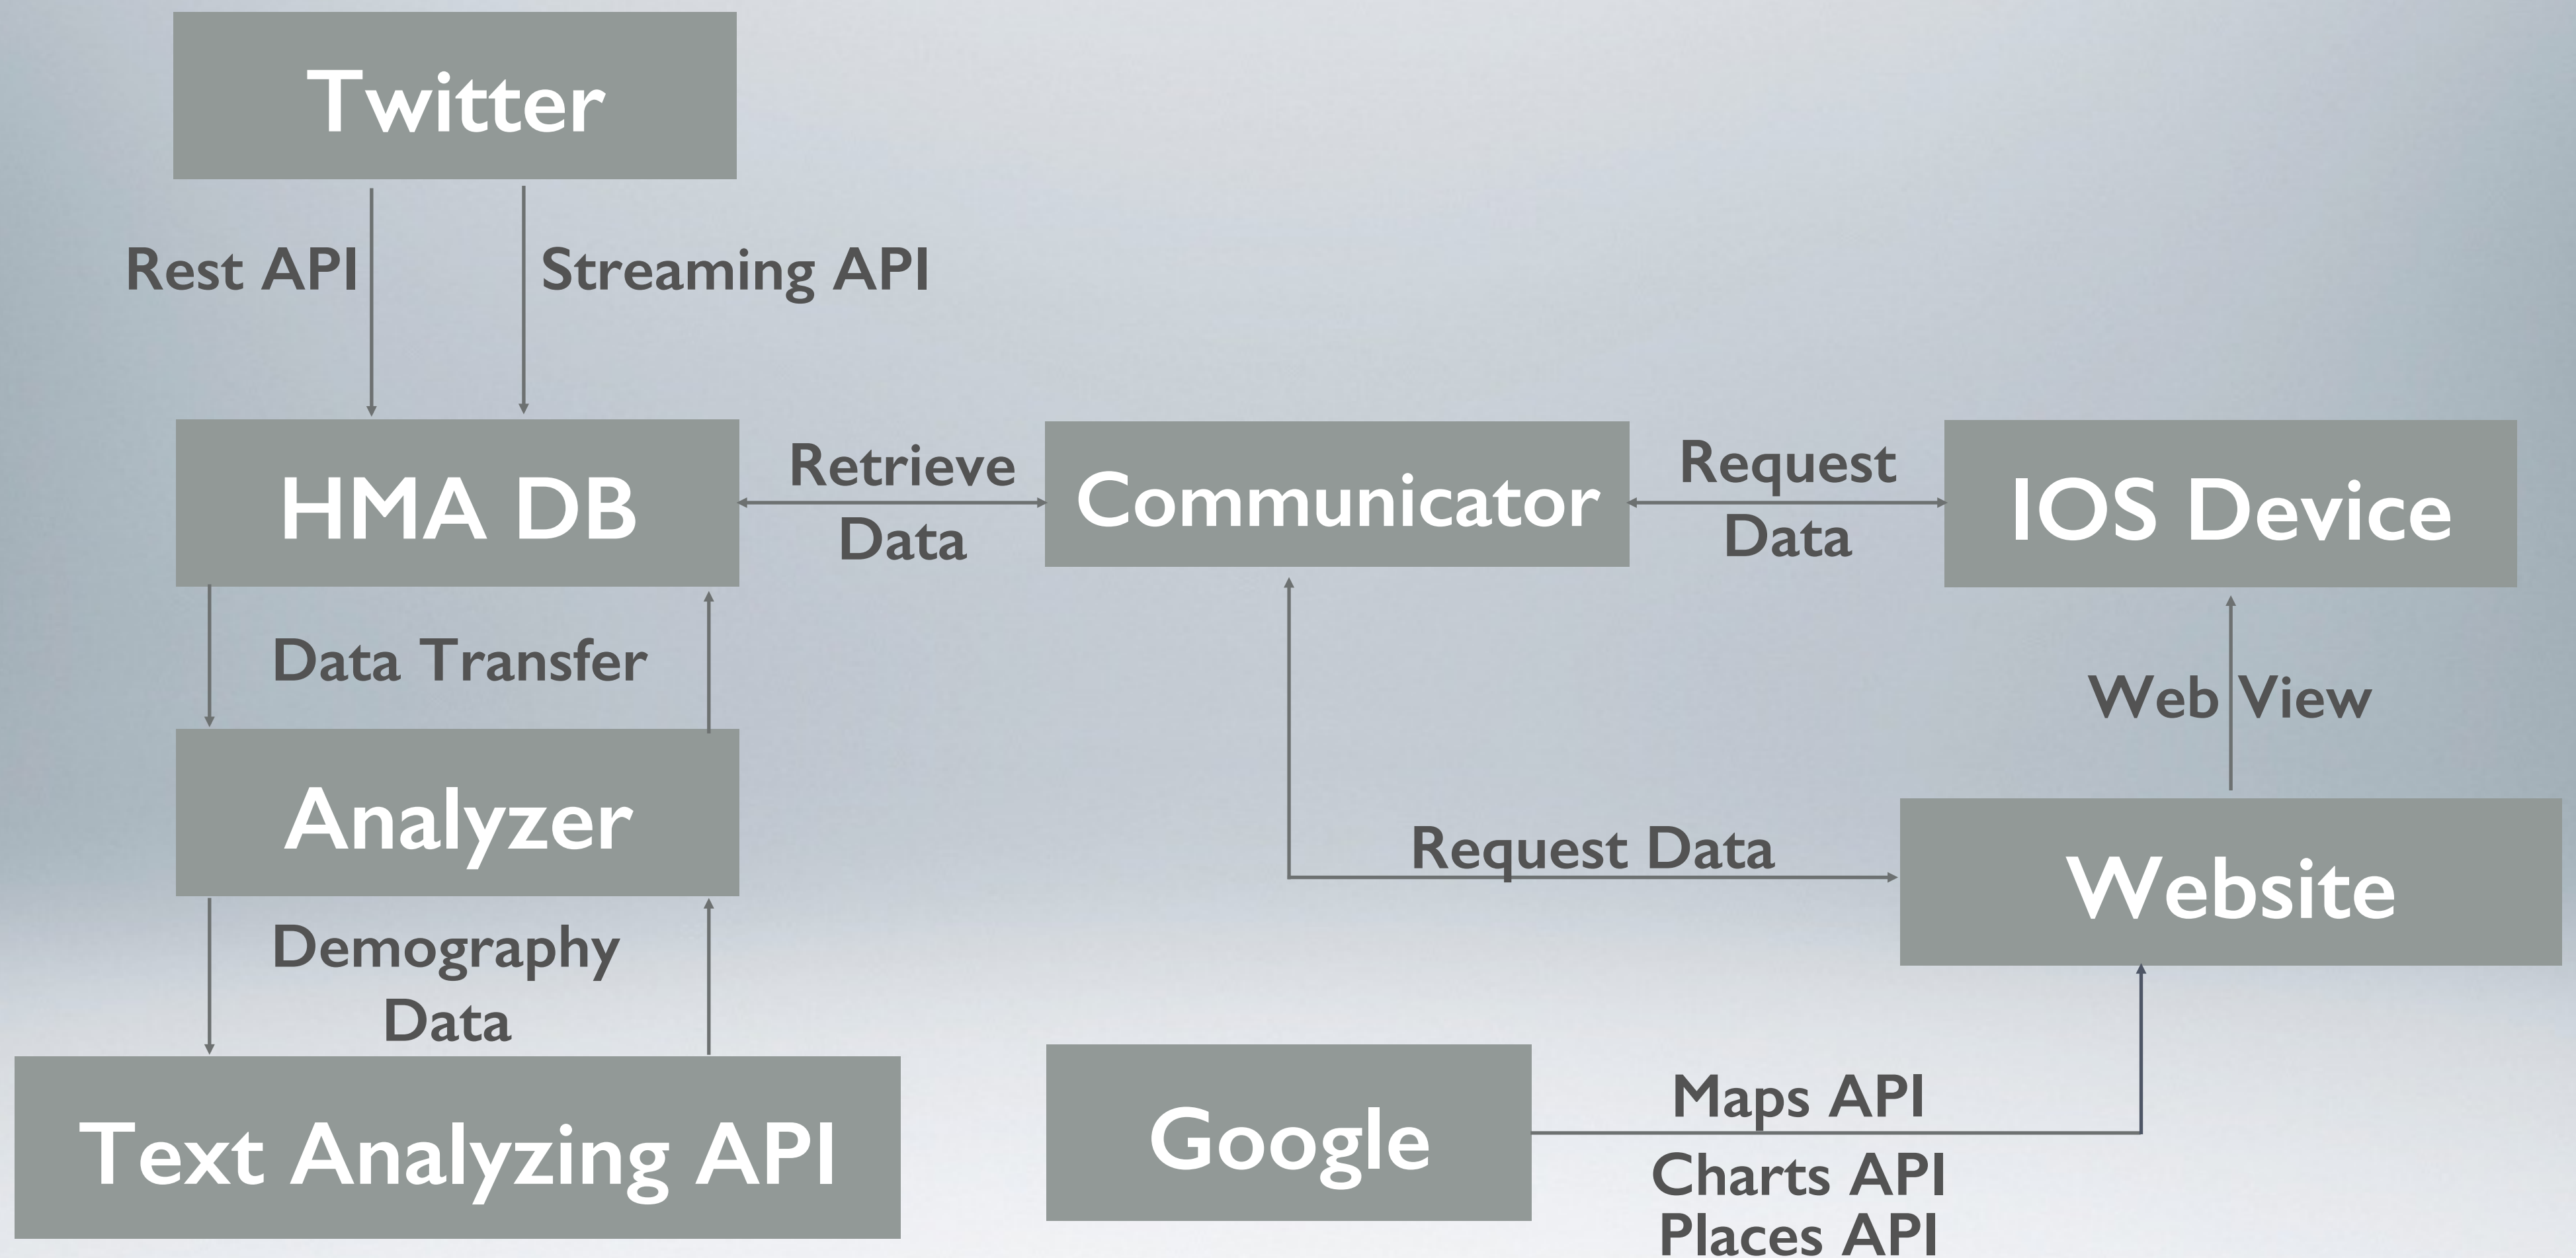 Twitter
Rest API
Streaming API
HMA DB
Retrieve
Data
Communicator
Request
Data
IOS Device
Data Transfer
Web View
Analyzer
Request Data
Website
Demography
Data
Text Analyzing API
Google
Maps API
Charts API
Places API